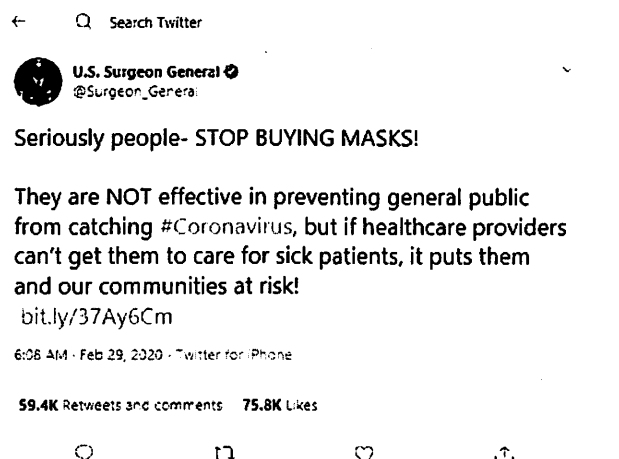 Search Twitter
U.S. Surgeon General
@Surgeon_General
Seriously people- STOP BUYING MASKS!
They are NOT effective in preventing general public
from catching #Coronavirus, but if healthcare providers
can't get them to care for sick patients, it puts them
and our communities at risk!
bit.ly/37Ay6Cm
6:08 AM · Feb 29, 2020 · Twitter for iPhone
59.4K Retweets and comments 75.8K Likes